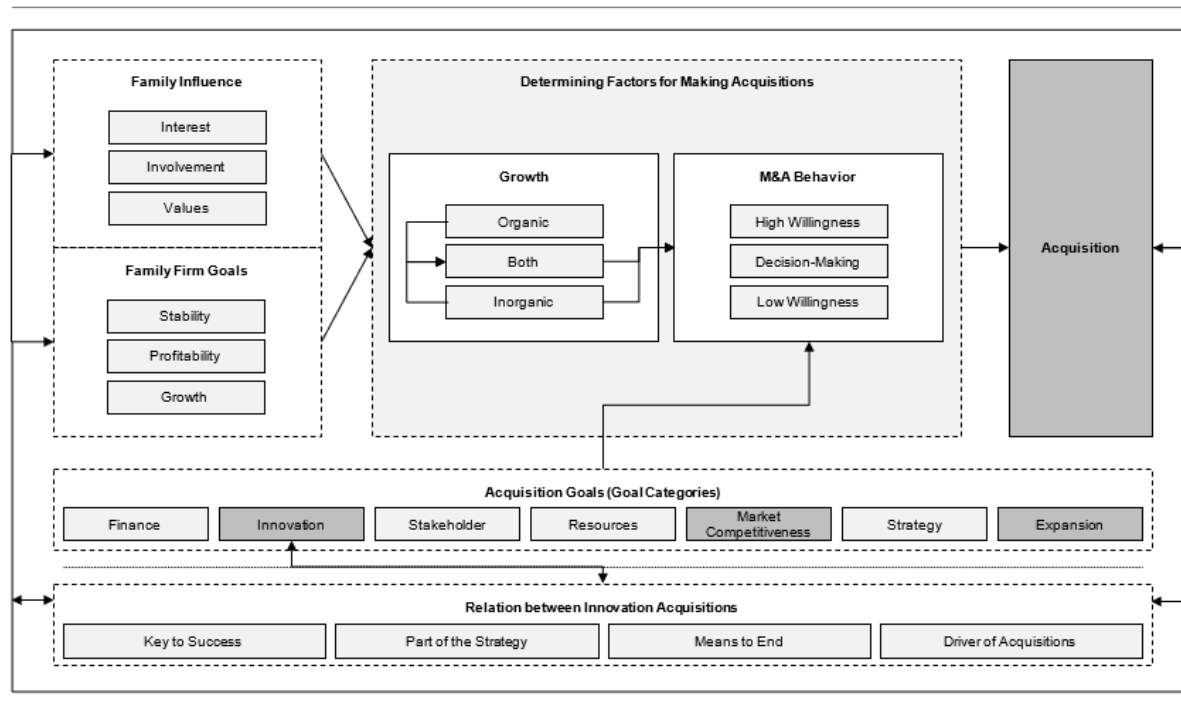 Family Influence
Interest
Involvement
Values
Family Firm Goals
Stability
Profitability
Growth
Determining Factors for Making Acquisitions
Growth
Organic
Both
Inorganic
M&A Behavior
High Willingness
Decision-Making
Low Willingness
Acquisition
Acquisition Goals (Goal Categories)
Finance
Innovation
Stakeholder
Resources
Market
Competitiveness
Strategy
Expansion
Relation between Innovation Acquisitions
Key to Success
Part of the Strategy
Means to End
Driver of Acquisitions